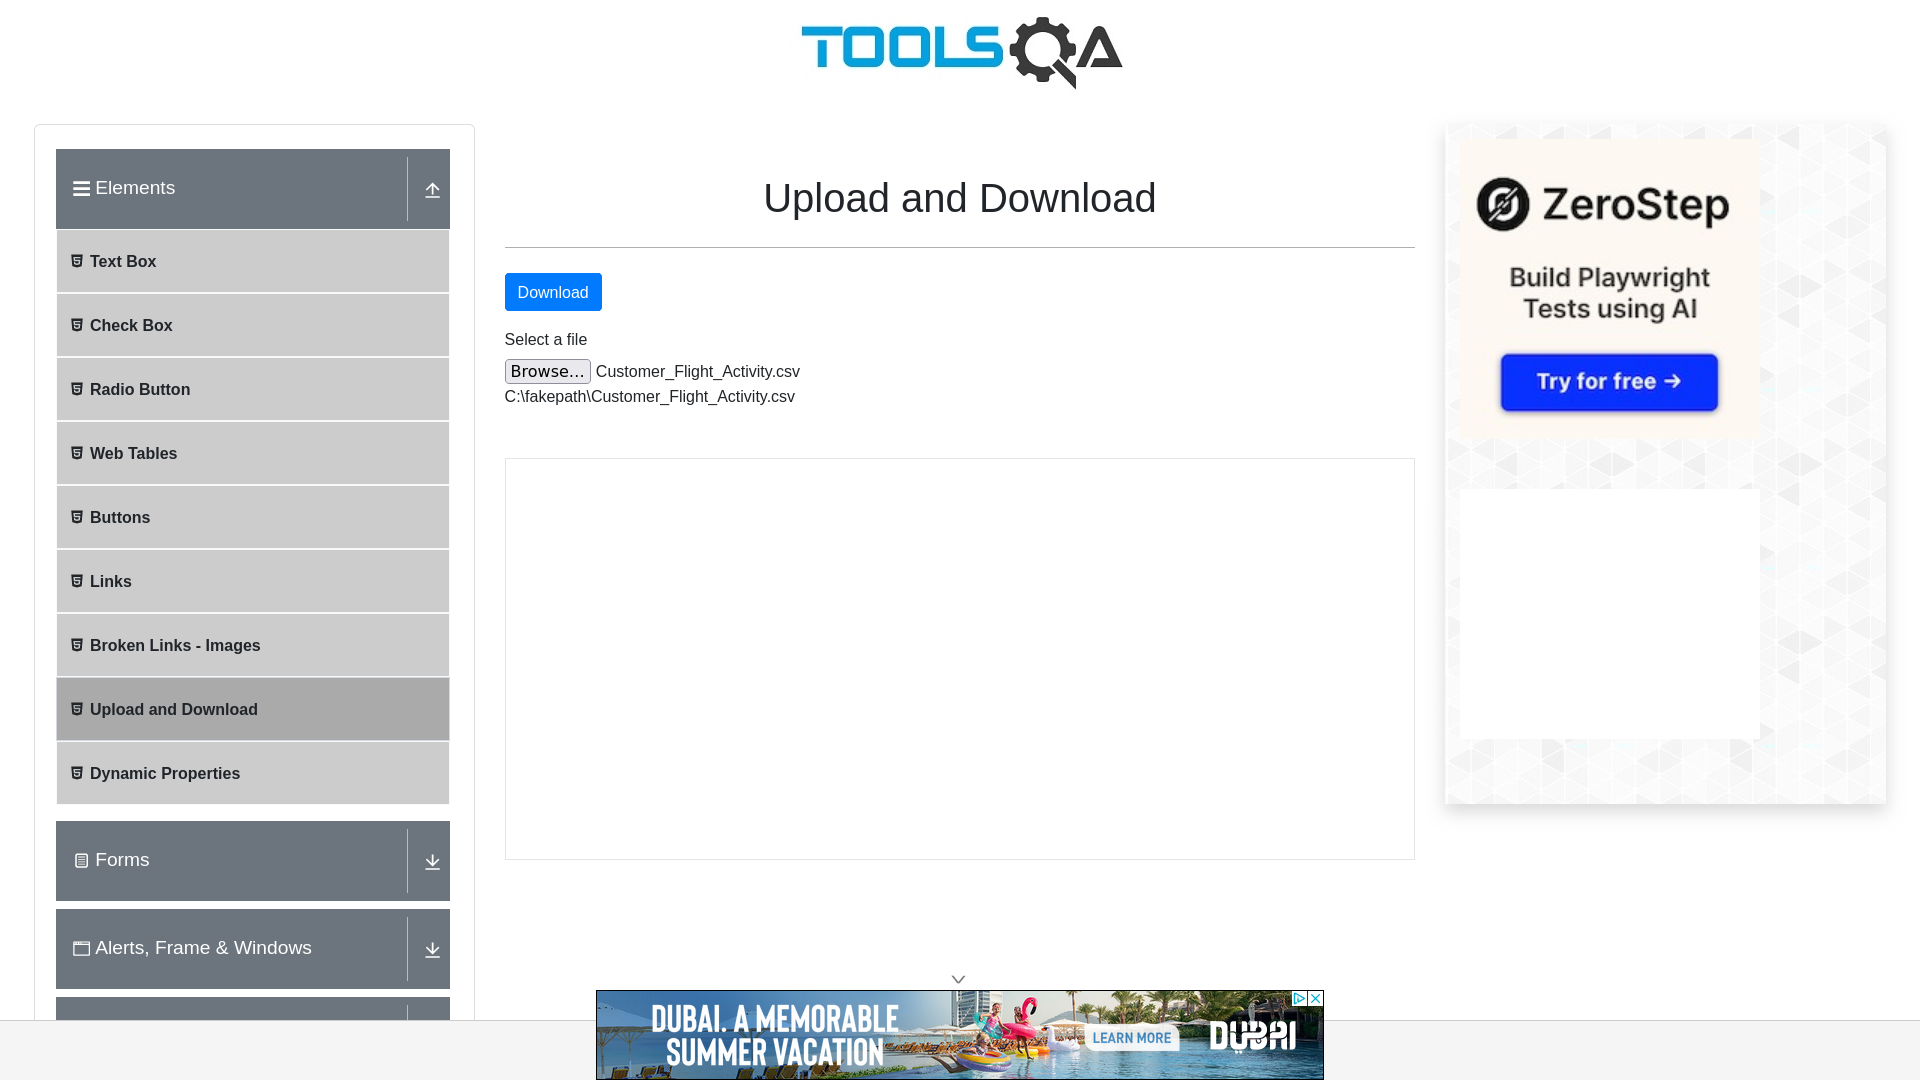 TOOLSQA
Elements
Text Box
Check Box
Radio Button
Web Tables
Buttons
Links
Broken Links - Images
Upload and Download
Dynamic Properties
Forms
Alerts, Frame & Windows
Upload and Download
Download
Select a file
Browse... Customer_Flight_Activity.csv
C:\fakepath\Customer_Flight_Activity.csv
ZeroStep
Build Playwright
Tests using AI
Try for free →
DUBAI. A MEMORABLE
SUMMER VACATION
LEARN MORE
DUBAI